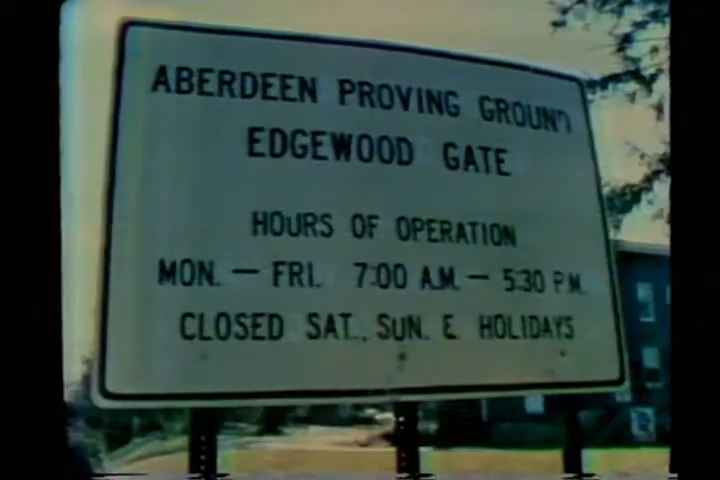 ABERDEEN PROVING GROUND
EDGEWOOD GATE
HOURS OF OPERATION
MON. — FRI. 7:00 A.M. — 5:30 P.M.
CLOSED SAT., SUN. & HOLIDAYS